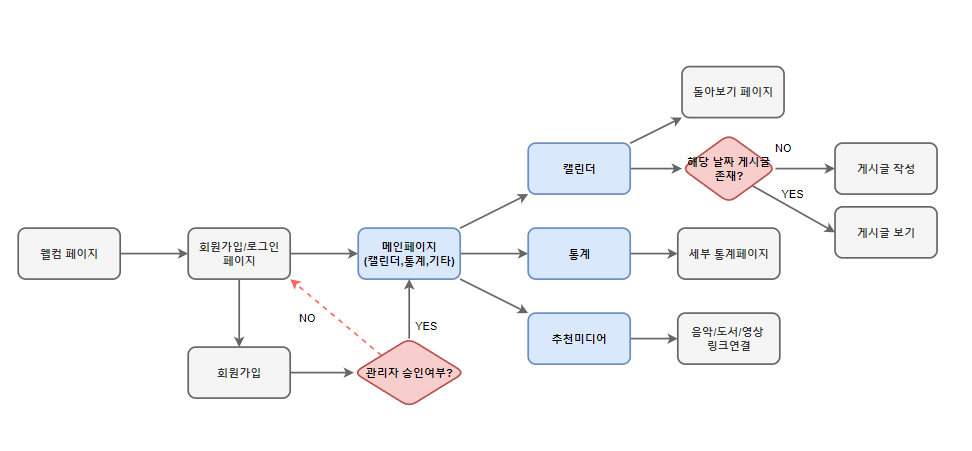 돌아보기 페이지
캘린더
해당 날짜 게시글
존재?
NO
게시글 작성
YES
게시글 보기
웰컴 페이지
회원가입/로그인
페이지
메인페이지
(캘린더,통계,기타)
통계
세부 통계페이지
NO
YES
추천미디어
음악/도서/영상
링크연결
회원가입
관리자 승인여부?